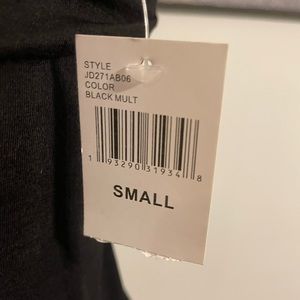 STYLE
JD271AB06
COLOR
BLACK MULT
1 93290 31934 8
SMALL